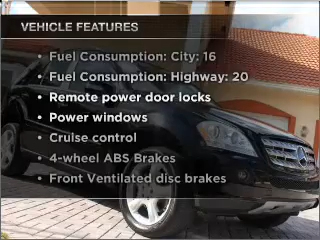 VEHICLE FEATURES
• Fuel Consumption: City: 16
• Fuel Consumption: Highway: 20
• Remote power door locks
• Power windows
• Cruise control
• 4-wheel ABS Brakes
• Front Ventilated disc brakes